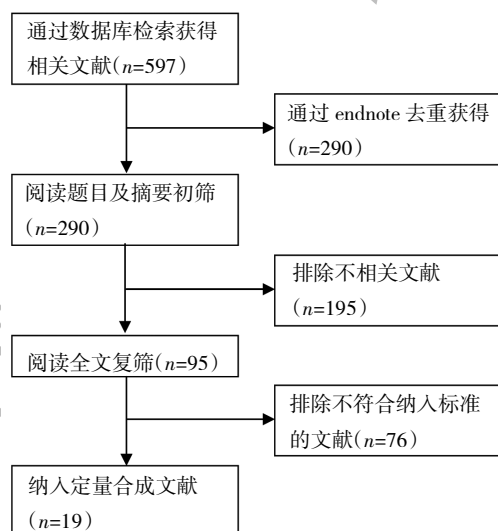 通过数据库检索获得
相关文献(n=597)
通过 endnote 去重获得
(n=290)
阅读题目及摘要初筛
(n=290)
排除不相关文献
(n=195)
阅读全文复筛(n=95)
排除不符合纳入标准
的文献(n=76)
纳入定量合成文献
(n=19)